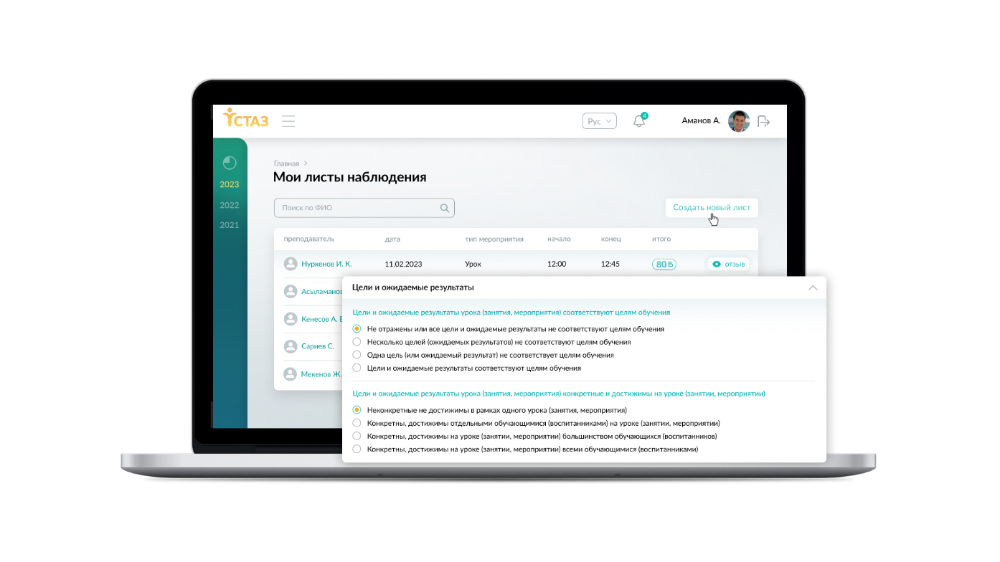 ҰСТАЗ
Рус
4
Аманов А.
2023
2022
2021
Главная >
Мои листы наблюдения
Поиск по ФИО
Создать новый лист
преподаватель дата тип мероприятия начало конец итого
Нуркенов И. К. 11.02.2023 Урок 12:00 12:45 80 Б отзыв
Кенесов А.
Сариев С.
Мекенов Ж.
Цели и ожидаемые результаты
Цели и ожидаемые результаты урока (занятия, мероприятия) соответствуют целям обучения
Не отражены или все цели и ожидаемые результаты не соответствуют целям обучения
Несколько целей (ожидаемых результатов) не соответствуют целям обучения
Одна цель (или ожидаемый результат) не соответствует целям обучения
Цели и ожидаемые результаты соответствуют целям обучения
Цели и ожидаемые результаты урока (занятия, мероприятия) конкретные и достижимы на уроке (занятии, мероприятии)
Неконкретные не достижимы в рамках одного урока (занятия, мероприятия)
Конкретны, достижимы отдельными обучающимися (воспитанниками) на уроке (занятии, мероприятии)
Конкретны, достижимы на уроке (занятии, мероприятии) большинством обучающихся (воспитанников)
Конкретны, достижимы на уроке (занятии, мероприятии) всеми обучающимися (воспитанниками)